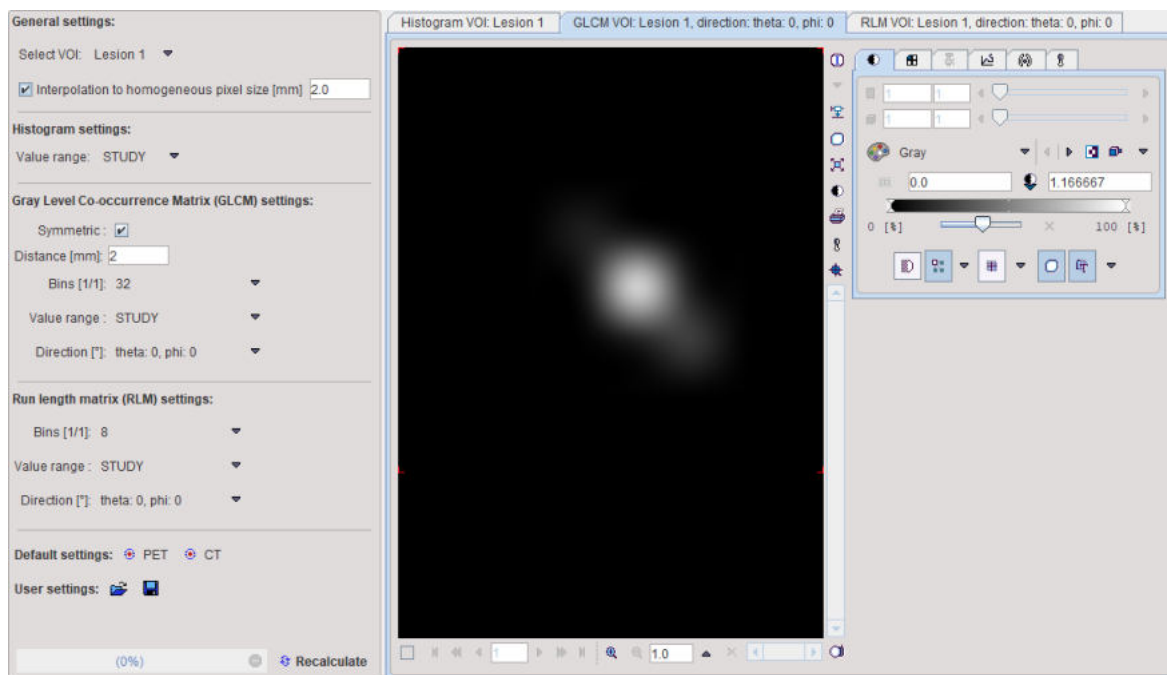 General settings:
Select VOI: Lesion 1
Interpolation to homogeneous pixel size [mm] 2.0
Histogram settings:
Value range: STUDY
Gray Level Co-occurrence Matrix (GLCM) settings:
Symmetric :
Distance [mm]: 2
Bins [1/1]: 32
Value range : STUDY
Direction [°]: theta: 0, phi: 0
Run length matrix (RLM) settings:
Bins [1/1]: 8
Value range : STUDY
Direction [°]: theta: 0, phi: 0
Default settings: PET CT
User settings:
(0%) Recalculate
Histogram VOI: Lesion 1 GLCM VOI: Lesion 1, direction: theta: 0, phi: 0 RLM VOI: Lesion 1, direction: theta: 0, phi: 0
1 1
1 1
Gray
0.0 1.166667
0 [%] 100 [%]
1 1.0